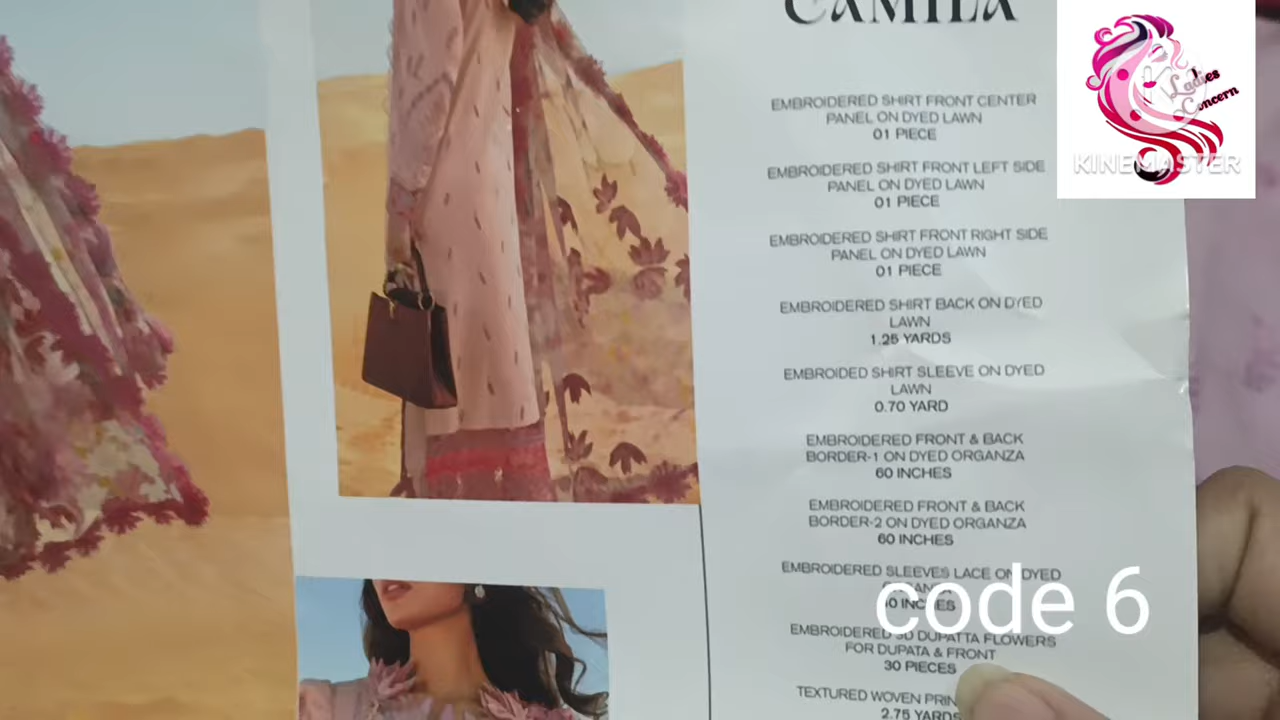 CAMILA
EMBROIDERED SHIRT FRONT CENTER
PANEL ON DYED LAWN
01 PIECE
EMBROIDERED SHIRT FRONT LEFT SIDE
PANEL ON DYED LAWN
01 PIECE
EMBROIDERED SHIRT FRONT RIGHT SIDE
PANEL ON DYED LAWN
01 PIECE
EMBROIDERED SHIRT BACK ON DYED
LAWN
1.25 YARDS
EMBROIDED SHIRT SLEEVE ON DYED
LAWN
0.70 YARD
EMBROIDERED FRONT & BACK
BORDER-1 ON DYED ORGANZA
60 INCHES
EMBROIDERED FRONT & BACK
BORDER-2 ON DYED ORGANZA
60 INCHES
EMBROIDERED SLEEVES LACE ON DYED
INCHES
EMBROIDERED 3D DUPATTA FLOWERS
FOR DUPATA & FRONT
30 PIECES
TEXTURED WOVEN
2.75 YARDS
code 6
Ladies
Concern
KINEMASTER